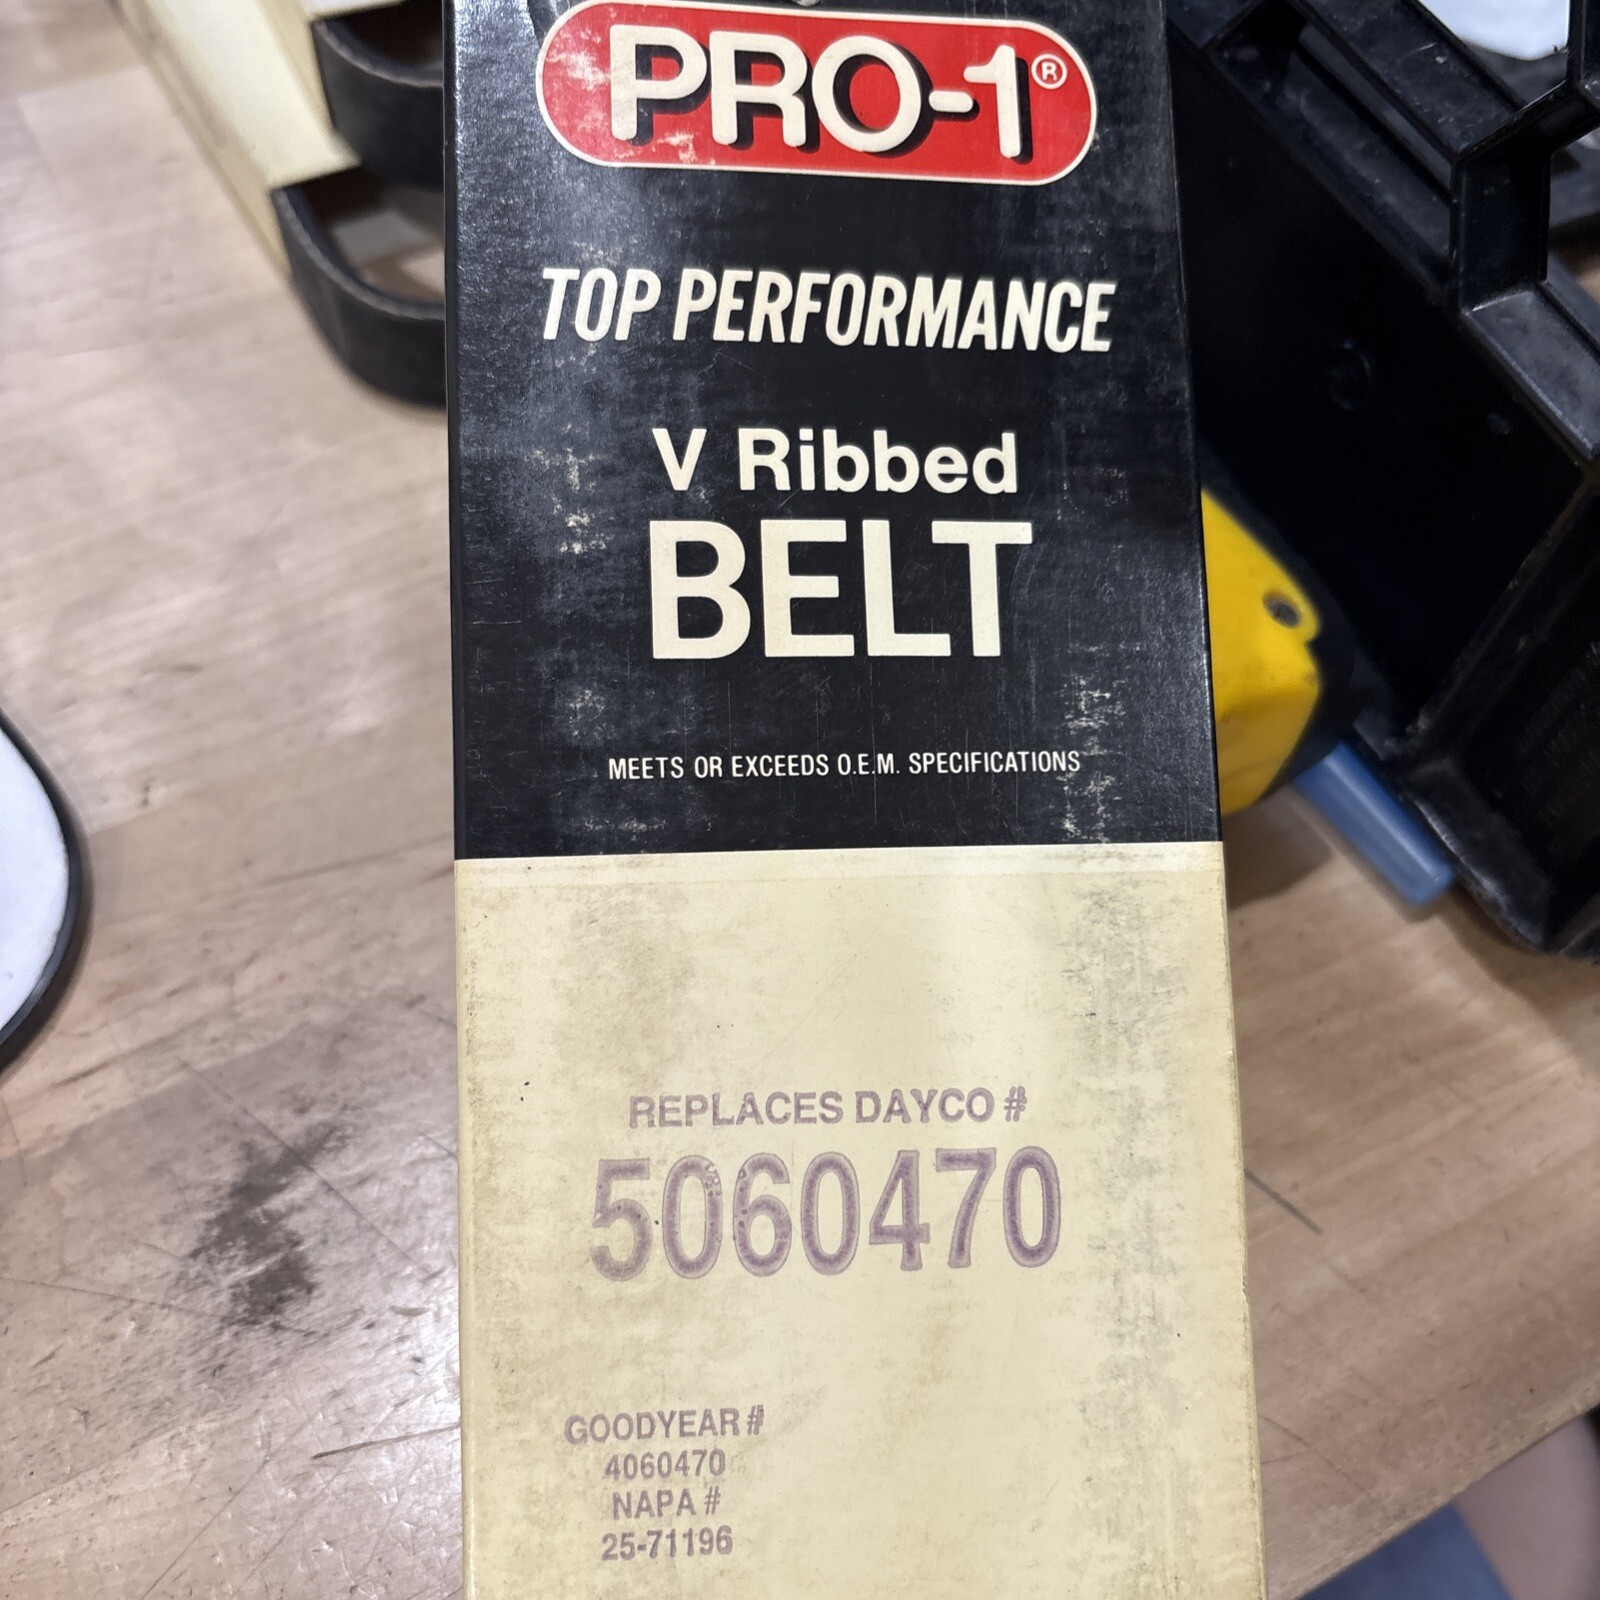 PRO-1®
TOP PERFORMANCE
V Ribbed
BELT
MEETS OR EXCEEDS O.E.M. SPECIFICATIONS
REPLACES DAYCO #
5060470
GOODYEAR #
4060470
NAPA #
25-71196